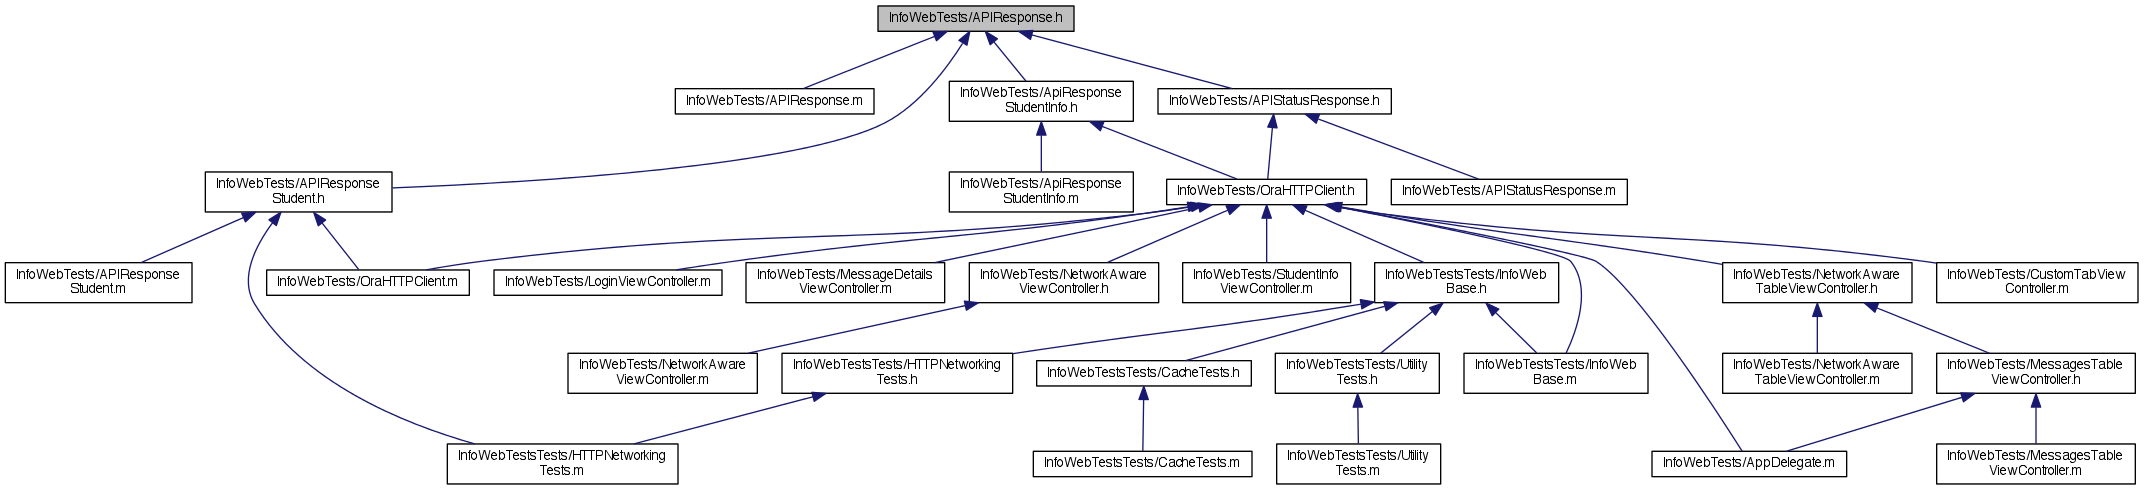 InfoWebTests/APIResponse.h
InfoWebTests/APIResponse.m
InfoWebTests/ApiResponse
StudentInfo.h
InfoWebTests/APIStatusResponse.h
InfoWebTests/APIResponse
Student.h
InfoWebTests/ApiResponse
StudentInfo.m
InfoWebTests/OraHTTPClient.h
InfoWebTests/APIStatusResponse.m
InfoWebTests/APIResponse
Student.m
InfoWebTests/OraHTTPClient.m
InfoWebTests/LoginViewController.m
InfoWebTests/MessageDetails
ViewController.m
InfoWebTests/NetworkAware
ViewController.h
InfoWebTests/StudentInfo
ViewController.m
InfoWebTestsTests/InfoWeb
Base.h
InfoWebTests/NetworkAware
TableViewController.h
InfoWebTests/CustomTabView
Controller.m
InfoWebTests/NetworkAware
ViewController.m
InfoWebTestsTests/HTTPNetworking
Tests.h
InfoWebTestsTests/CacheTests.h
InfoWebTestsTests/Utility
Tests.h
InfoWebTestsTests/InfoWeb
Base.m
InfoWebTests/NetworkAware
TableViewController.m
InfoWebTests/MessagesTable
ViewController.h
InfoWebTestsTests/HTTPNetworking
Tests.m
InfoWebTestsTests/CacheTests.m
InfoWebTestsTests/Utility
Tests.m
InfoWebTests/AppDelegate.m
InfoWebTests/MessagesTable
ViewController.m